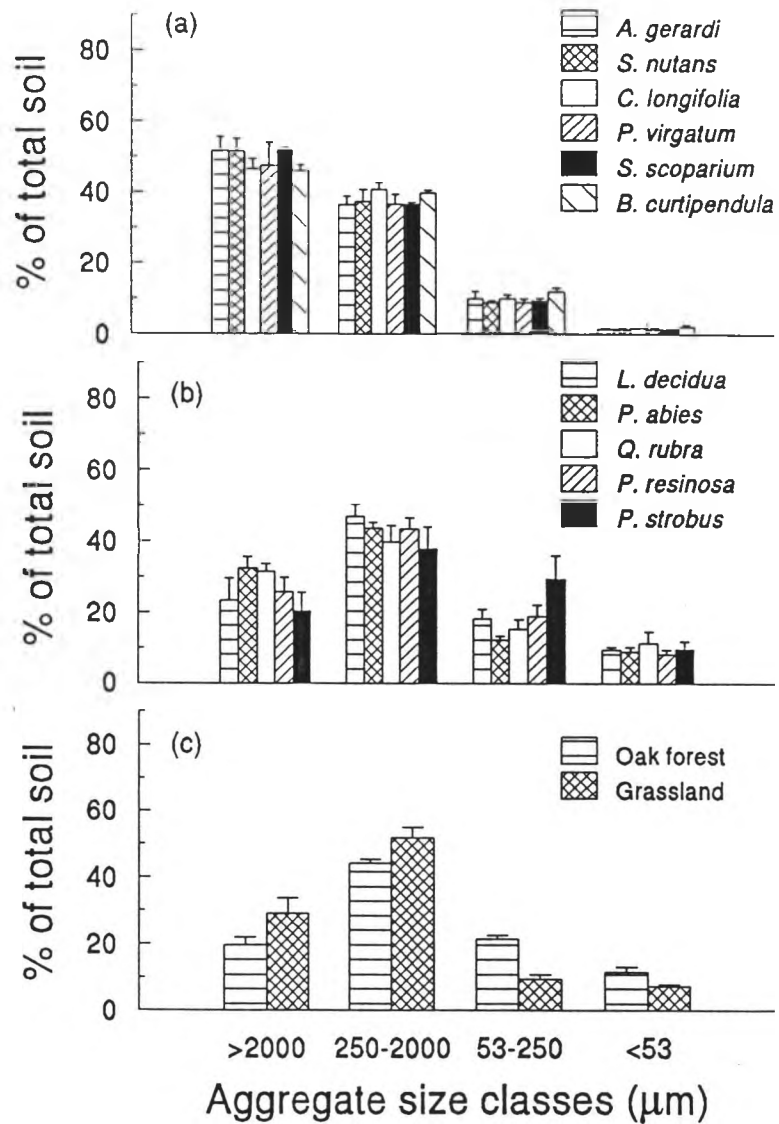 (a)
% of total soil
80
60
40
20
0
A. gerardi
S. nutans
C. longifolia
P. virgatum
S. scoparium
B. curtipendula
(b)
% of total soil
80
60
40
20
0
L. decidua
P. abies
Q. rubra
P. resinosa
P. strobus
(c)
% of total soil
80
60
40
20
0
Oak forest
Grassland
>2000 250-2000 53-250 <53
Aggregate size classes (μm)